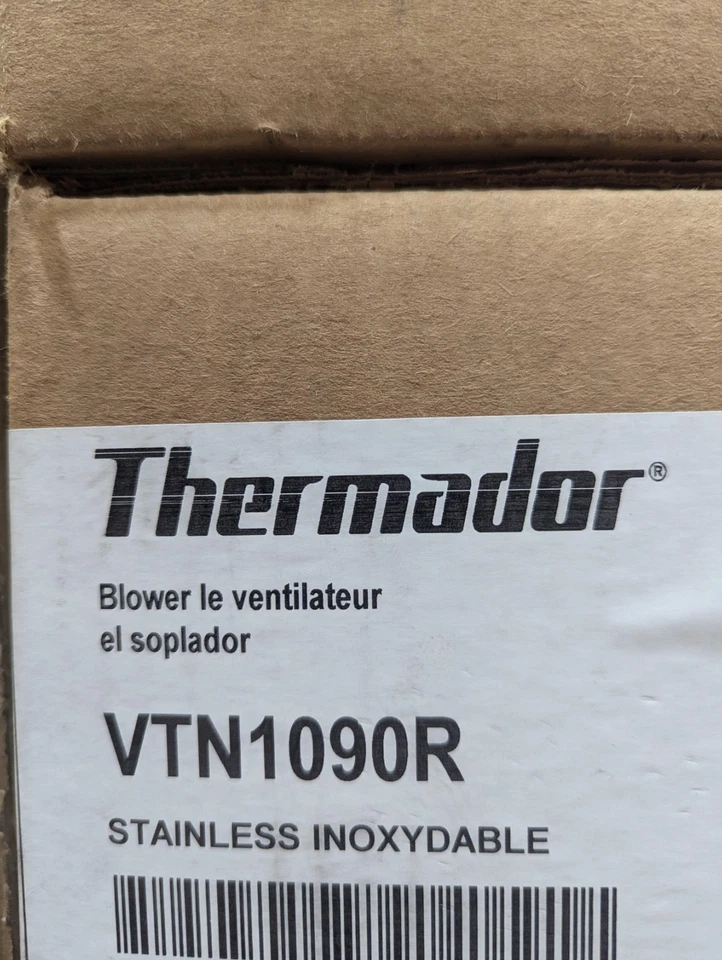 Thermador®
Blower le ventilateur
el soplador
VTN1090R
STAINLESS INOXYDABLE